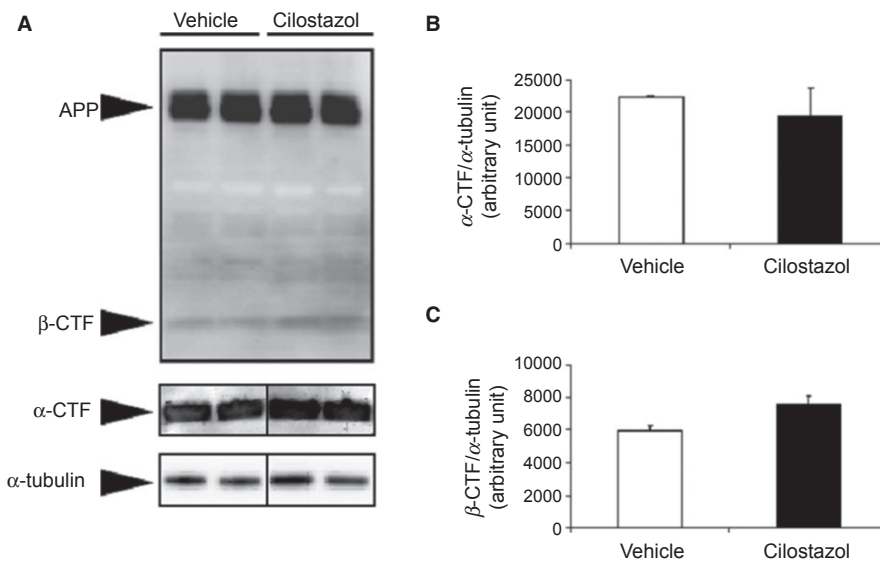 A
Vehicle Cilostazol
APP
β-CTF
α-CTF
α-tubulin
B
α-CTF/α-tubulin
(arbitrary unit)
25000
20000
15000
10000
5000
0
Vehicle Cilostazol
C
β-CTF/α-tubulin
(arbitrary unit)
10000
8000
6000
4000
2000
0
Vehicle Cilostazol